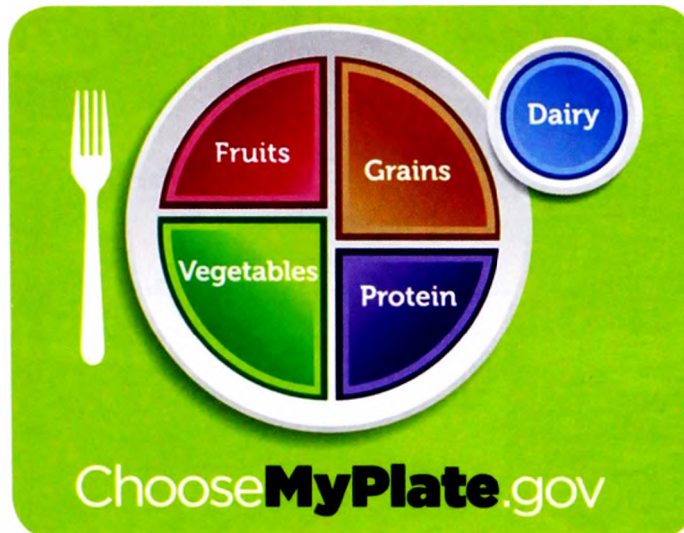 Fruits
Grains
Dairy
Vegetables
Protein
ChooseMyPlate.gov